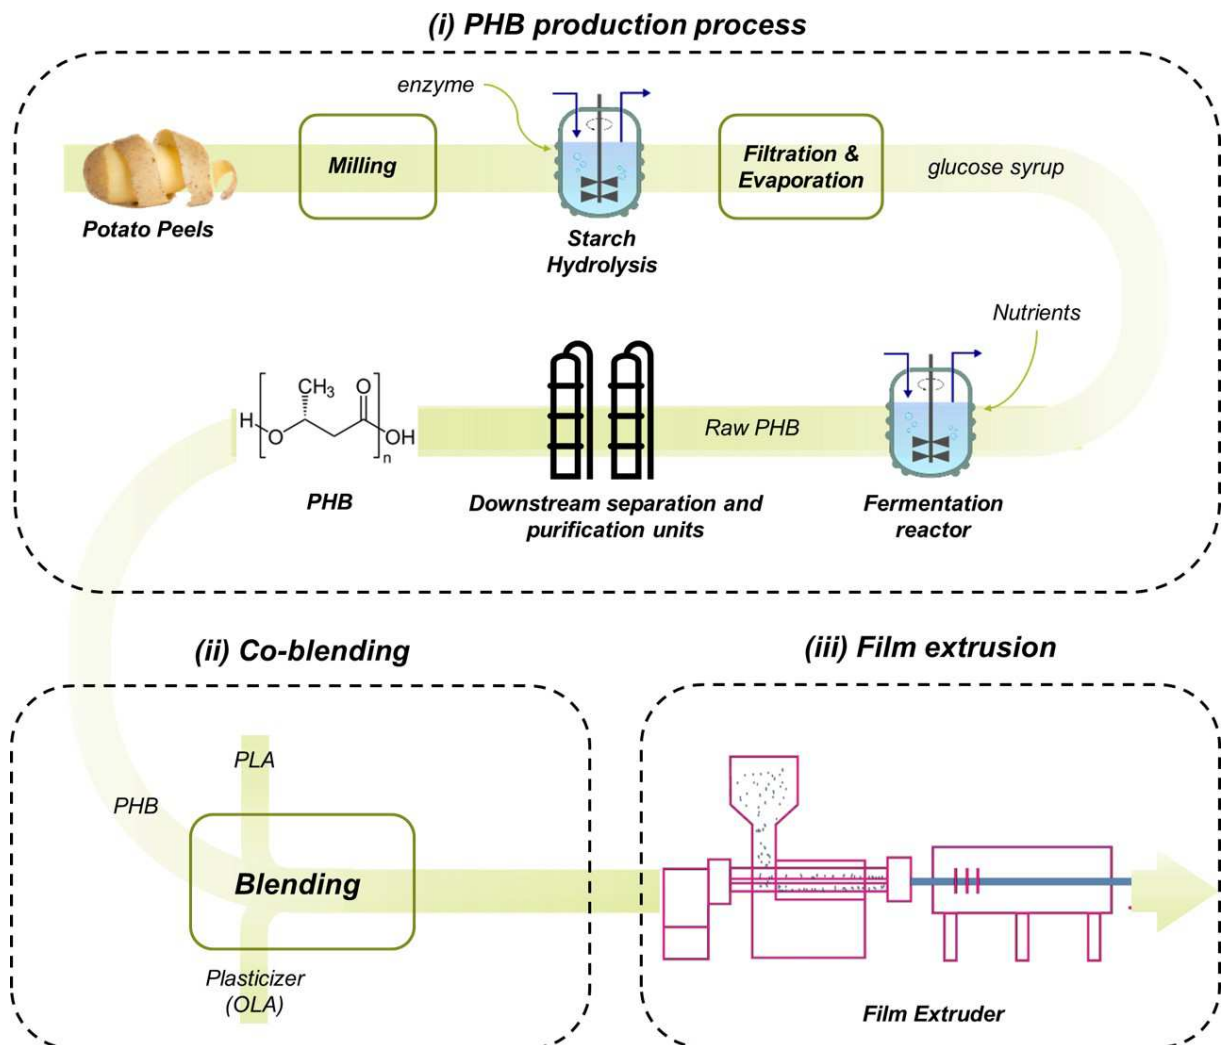 (i) PHB production process
enzyme
Milling
Filtration &
Evaporation
glucose syrup
Potato Peels
Starch
Hydrolysis
Nutrients
CH₃
O
H
O
OH
n
Raw PHB
PHB
Downstream separation and
purification units
Fermentation
reactor
(ii) Co-blending
(iii) Film extrusion
PLA
PHB
Blending
Plasticizer
(OLA)
Film Extruder